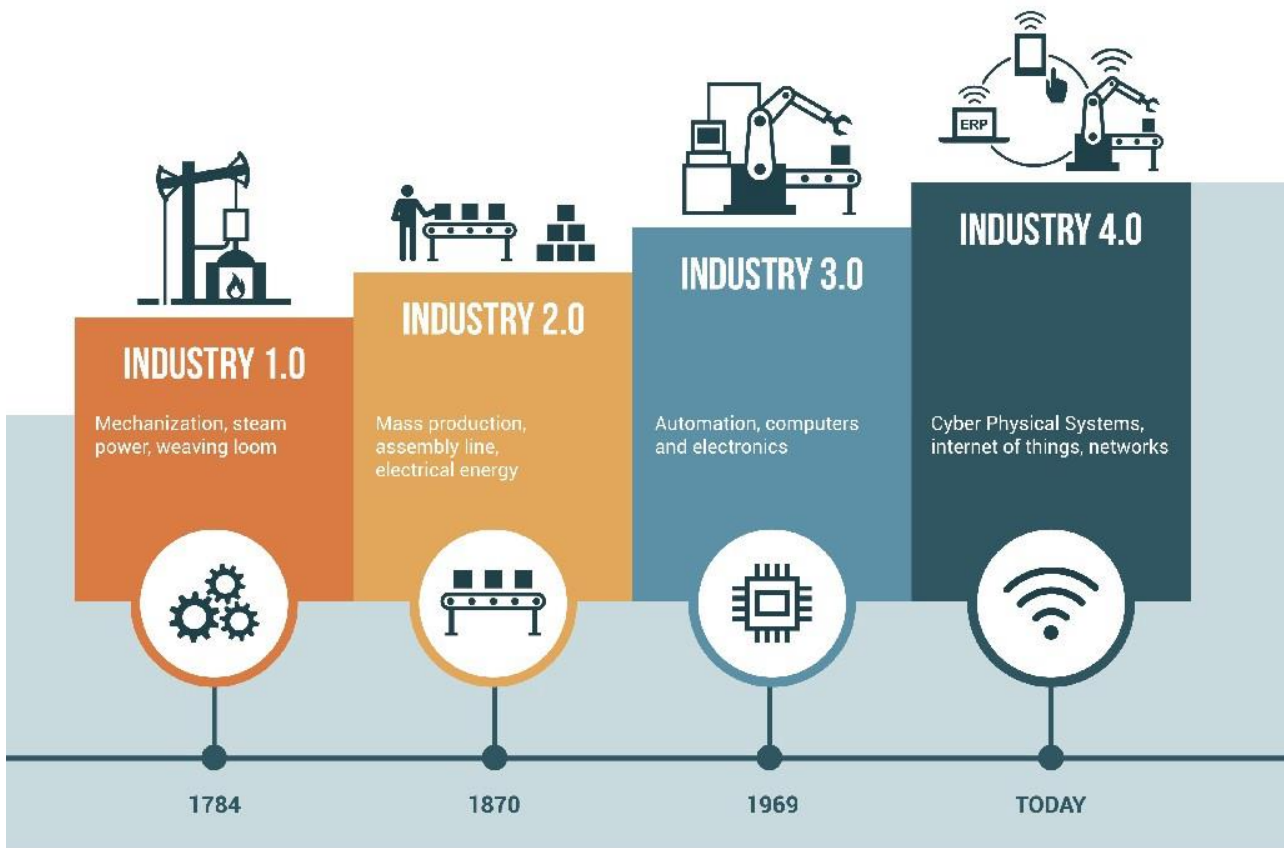 ERP
INDUSTRY 1.0
Mechanization, steam
power, weaving loom
1784
INDUSTRY 2.0
Mass production,
assembly line,
electrical energy
1870
INDUSTRY 3.0
Automation, computers
and electronics
1969
INDUSTRY 4.0
Cyber Physical Systems,
internet of things, networks
TODAY